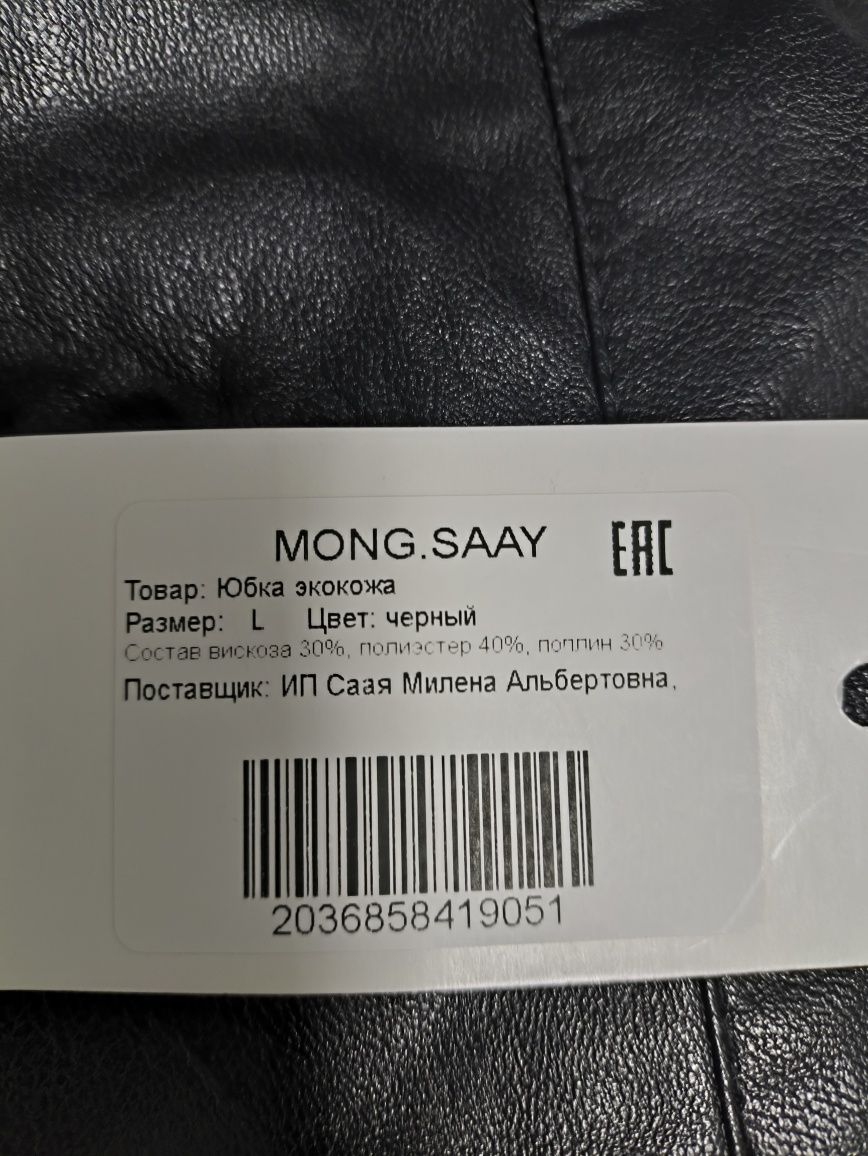 MONG.SAAY EAC
Товар: Юбка экокожа
Размер: L Цвет: черный
Состав вискоза 30%, полиэстер 40%, поплин 30%
Поставщик: ИП Саая Милена Альбертовна,
2036858419051